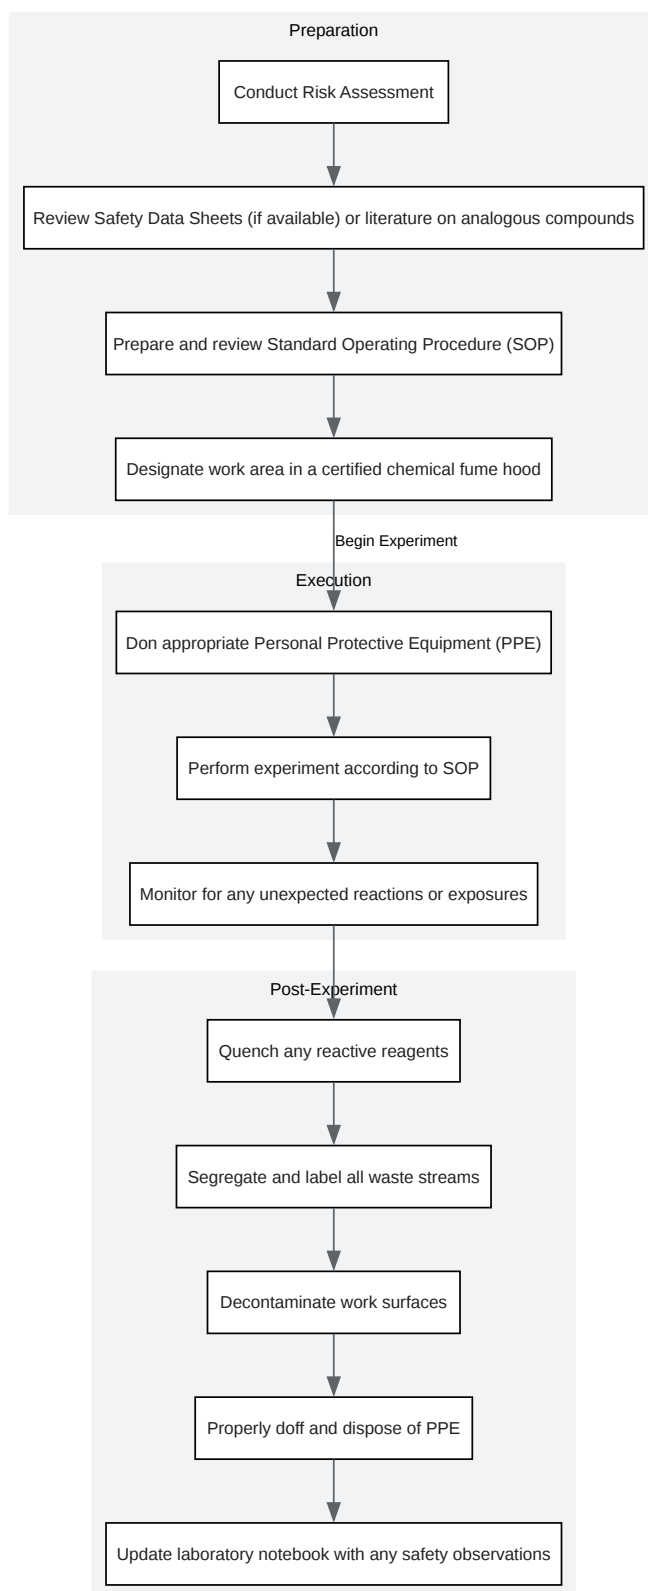 Preparation
Conduct Risk Assessment
Review Safety Data Sheets (if available) or literature on analogous compounds
Prepare and review Standard Operating Procedure (SOP)
Designate work area in a certified chemical fume hood
Begin Experiment
Execution
Don appropriate Personal Protective Equipment (PPE)
Perform experiment according to SOP
Monitor for any unexpected reactions or exposures
Post-Experiment
Quench any reactive reagents
Segregate and label all waste streams
Decontaminate work surfaces
Properly doff and dispose of PPE
Update laboratory notebook with any safety observations